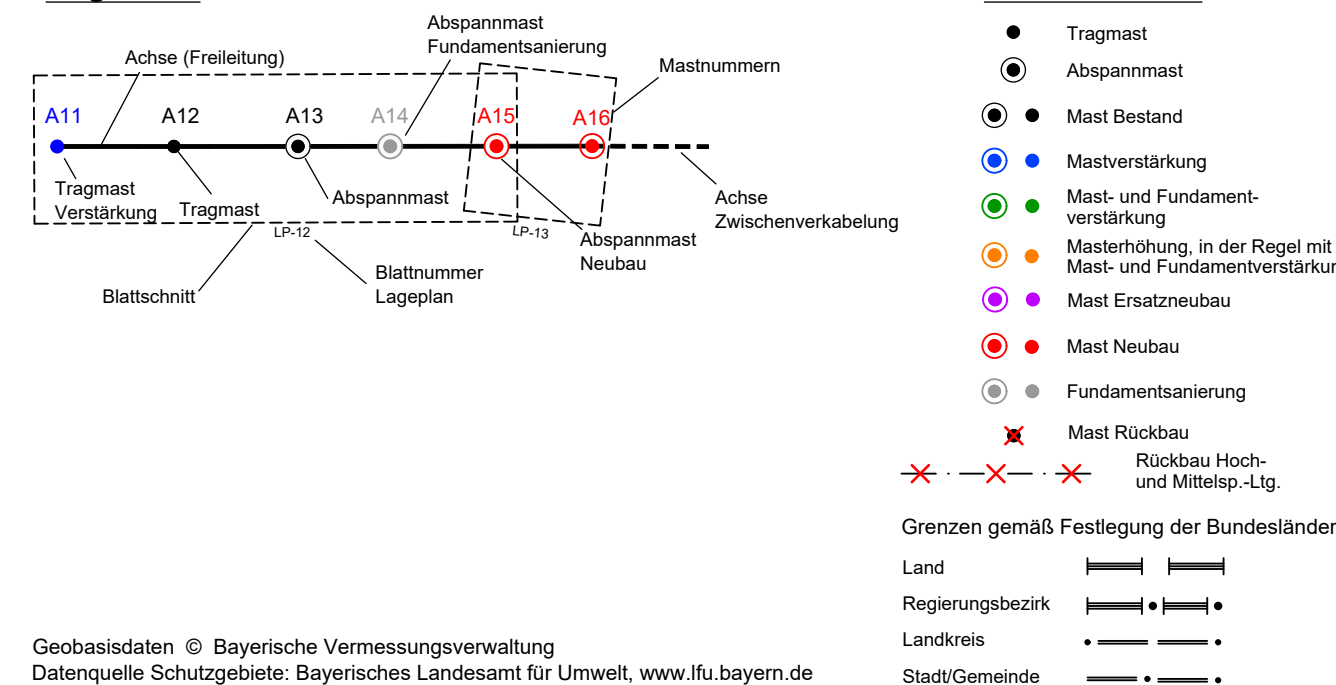 Abspannmast
Fundamentsanierung
Achse (Freileitung)
Mastnummern
A11
A12
A13
A14
A15
A16
Tragmast
Verstärkung
Tragmast
Abspannmast
Achse
Zwischenverkabelung
LP-12
LP-13
Abspannmast
Neubau
Blattnummer
Lageplan
Blattschnitt
Tragmast
Abspannmast
Mast Bestand
Mastverstärkung
Mast- und Fundament-
verstärkung
Masterhöhung, in der Regel mit
Mast- und Fundamentverstärkun
Mast Ersatzneubau
Mast Neubau
Fundamentsanierung
Mast Rückbau
Rückbau Hoch-
und Mittelsp.-Ltg.
Grenzen gemäß Festlegung der Bundesländer
Land
Regierungsbezirk
Landkreis
Stadt/Gemeinde
Geobasisdaten © Bayerische Vermessungsverwaltung
Datenquelle Schutzgebiete: Bayerisches Landesamt für Umwelt, www.lfu.bayern.de